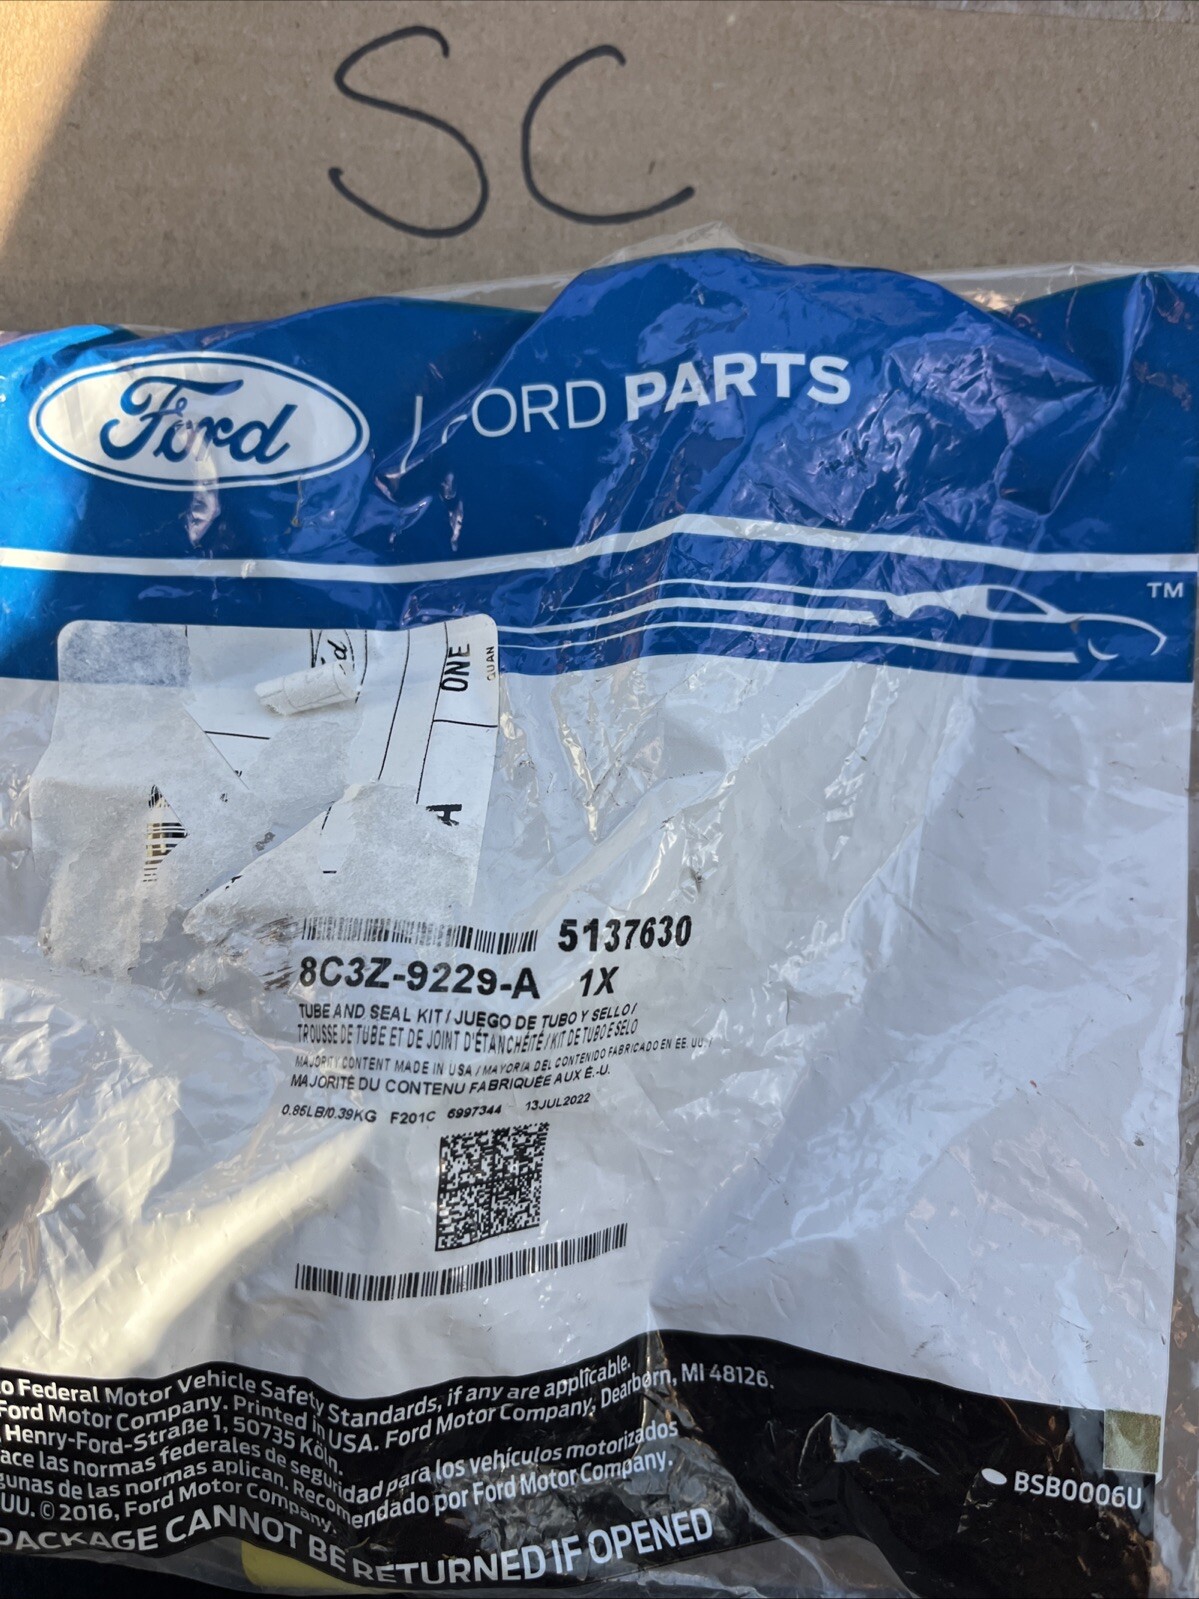 SC
Ford
FORD PARTS
TM
ONE
QUAN
5137630
8C3Z-9229-A 1X
TUBE AND SEAL KIT / JUEGO DE TUBO Y SELLO /
TROUSSE DE TUBE ET DE JOINT D'ÉTANCHÉITÉ / KIT DE TUBO E SELO
MAJORITY CONTENT MADE IN USA / MAYORÍA DEL CONTENIDO FABRICADO EN EE. UU. /
MAJORITÉ DU CONTENU FABRIQUÉE AUX É.-U.
0.85LB/0.39KG F201C 6997344 13JUL2022
o Federal Motor Vehicle Safety Standards, if any are applicable.
Ford Motor Company. Printed in USA. Ford Motor Company, Dearborn, MI 48126.
Henry-Ford-Straße 1, 50735 Köln.
ace las normas federales de seguridad para los vehículos motorizados
gunas de las normas aplican. Recomendado por Ford Motor Company.
UU. © 2016, Ford Motor Company.
PACKAGE CANNOT BE RETURNED IF OPENED
BSB0006U